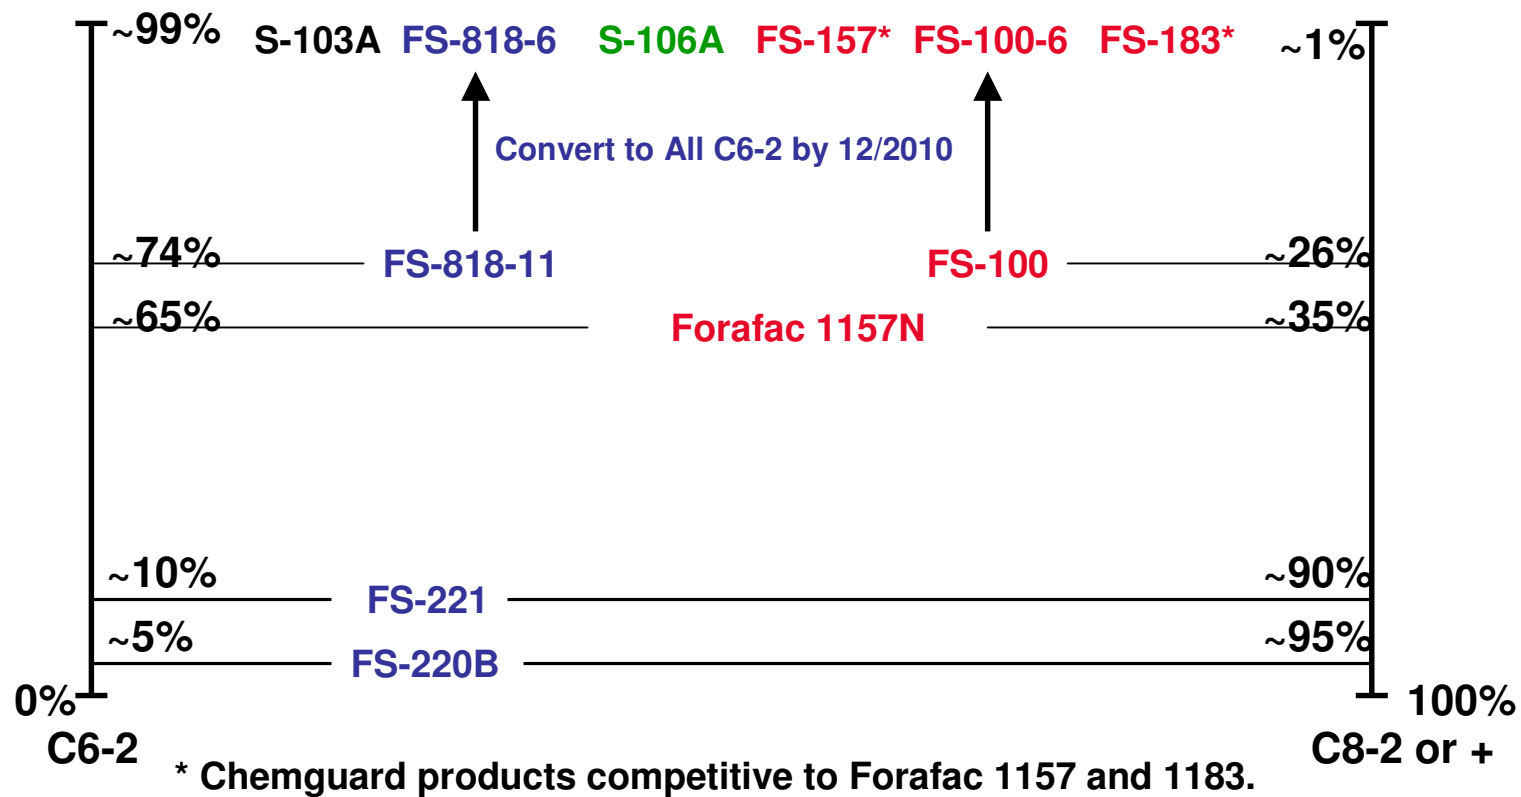 ~99% S-103A FS-818-6 S-106A FS-157* FS-100-6 FS-183* ~1%
Convert to All C6-2 by 12/2010
~74% FS-818-11 FS-100 ~26%
~65% Forafac 1157N ~35%
~10% FS-221 ~90%
~5% FS-220B ~95%
0% 100%
C6-2 C8-2 or +
* Chemguard products competitive to Forafac 1157 and 1183.